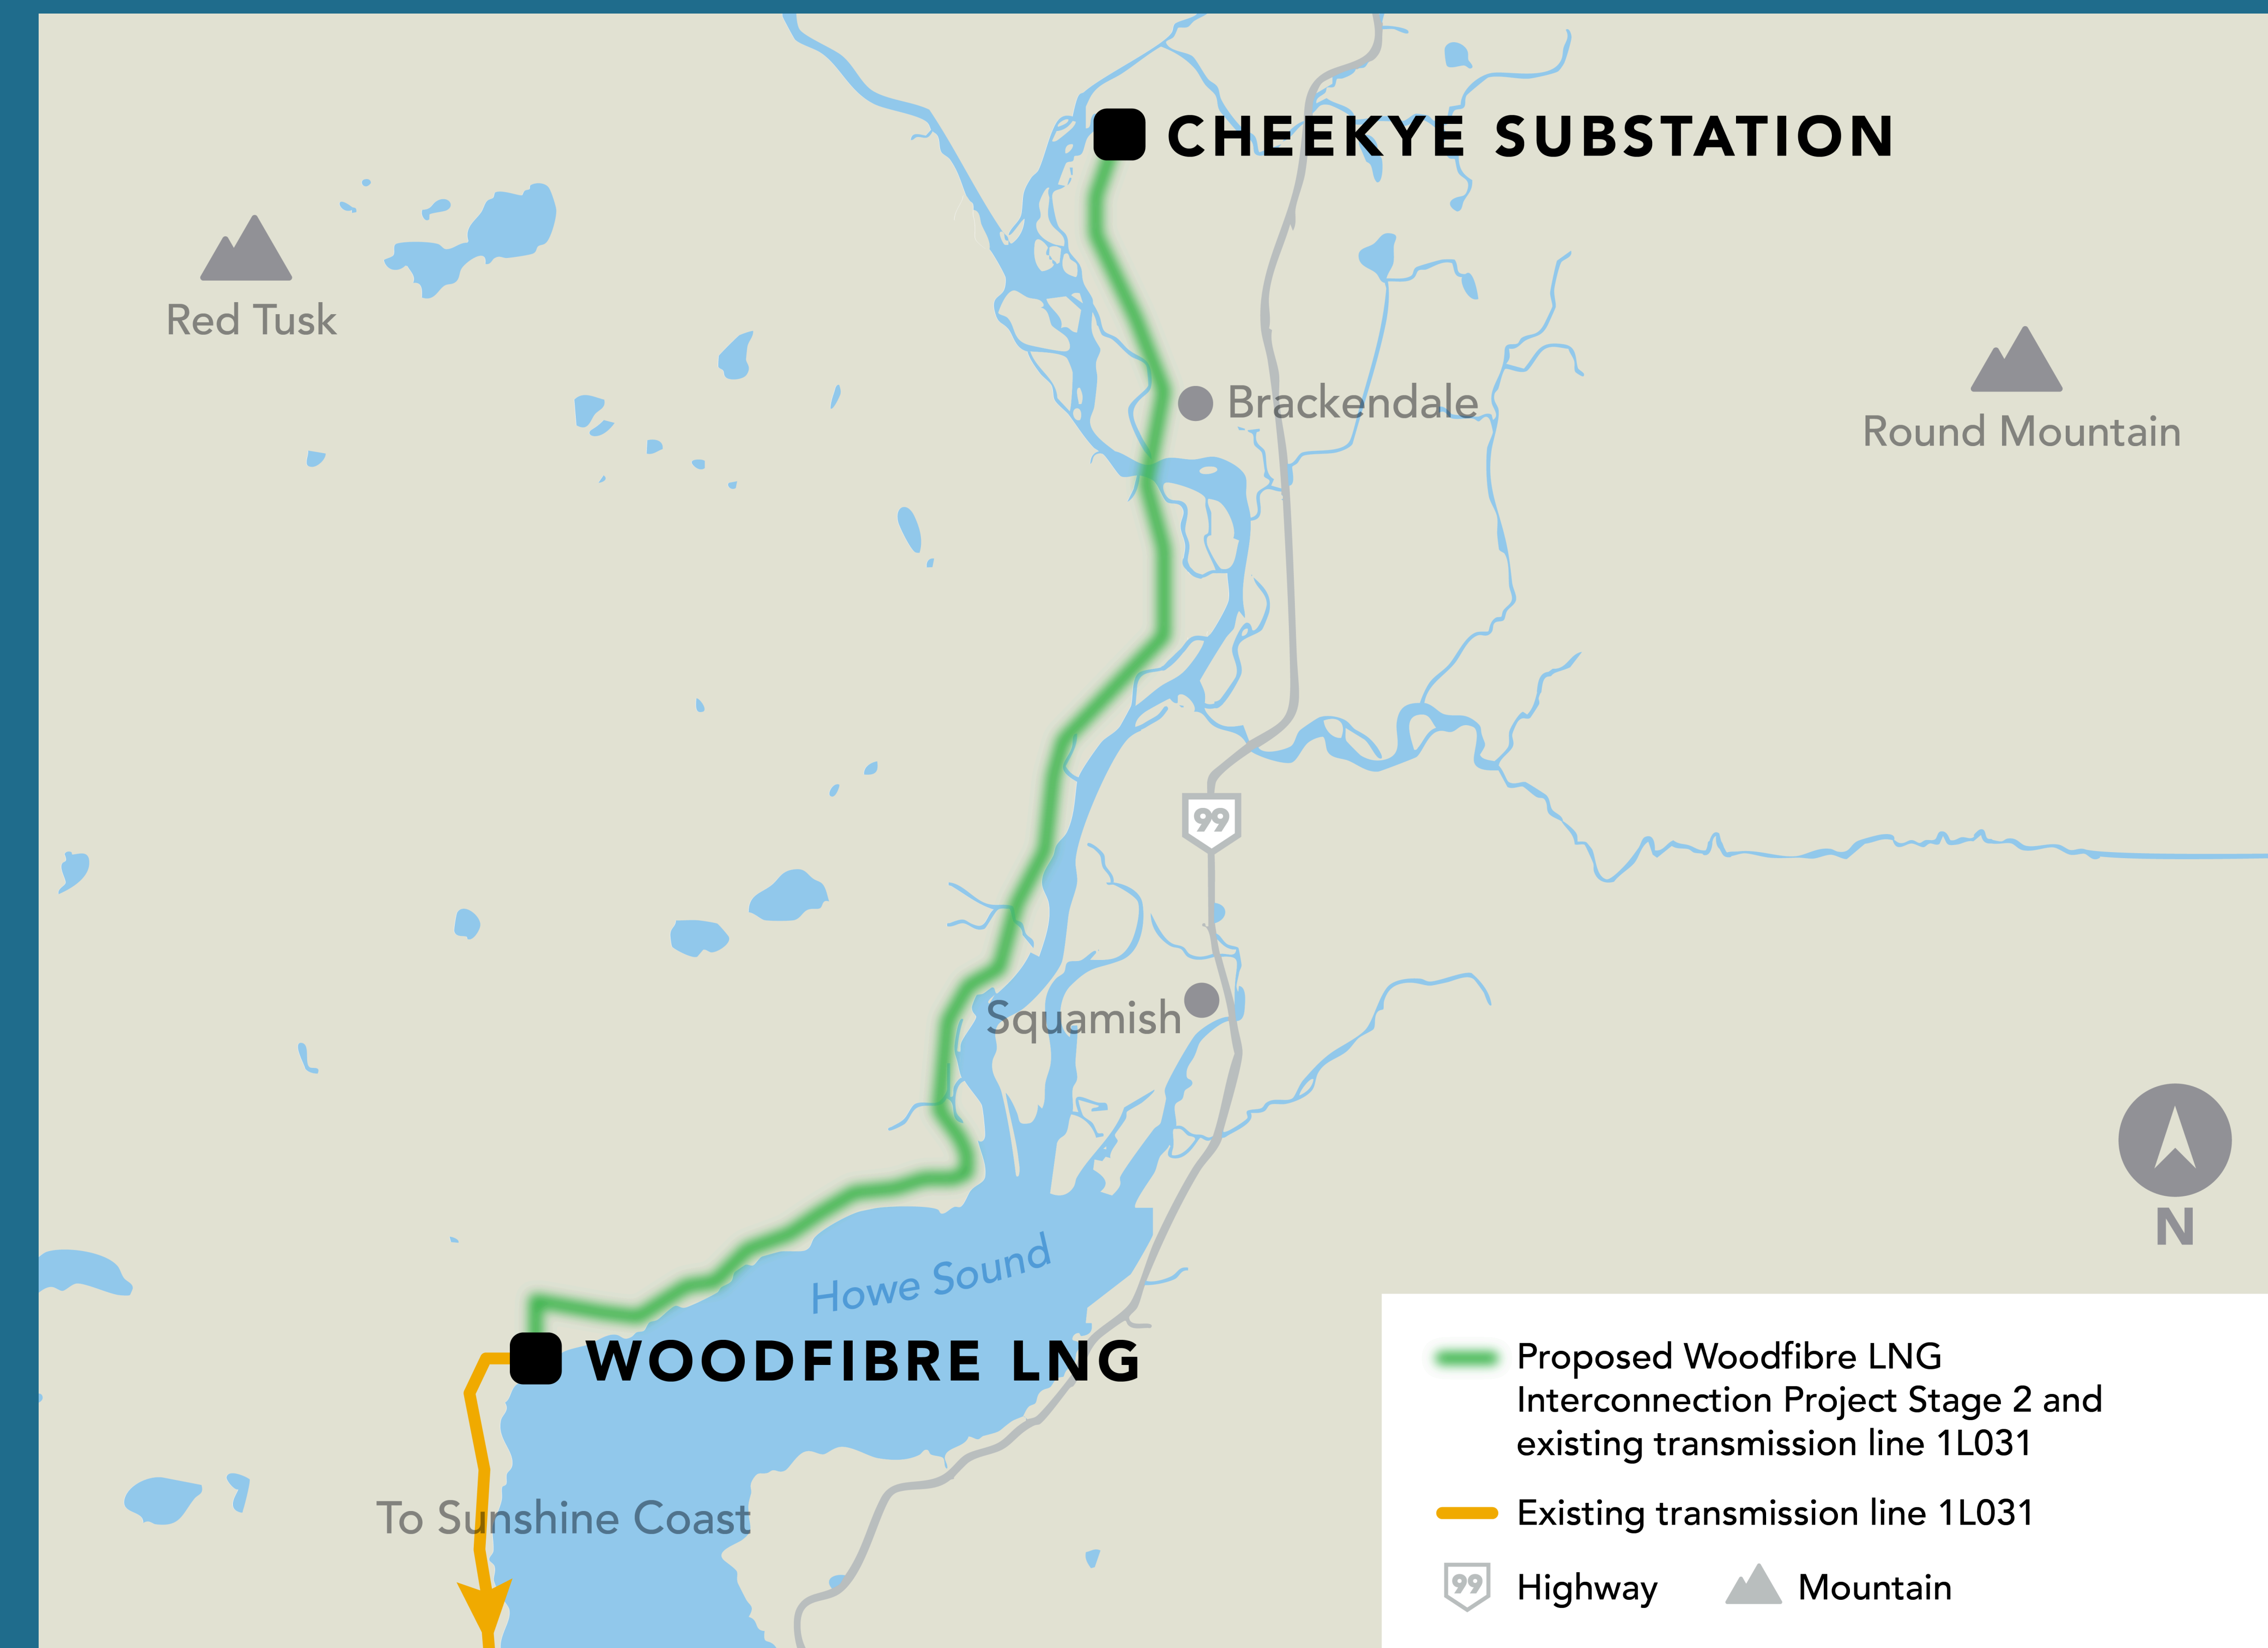 CHEEKYE SUBSTATION
Red Tusk
Brackendale
Round Mountain
99
Squamish
N
Howe Sound
WOODFIBRE LNG
To Sunshine Coast
Proposed Woodfibre LNG
Interconnection Project Stage 2 and
existing transmission line 1L031
Existing transmission line 1L031
99 Highway
Mountain